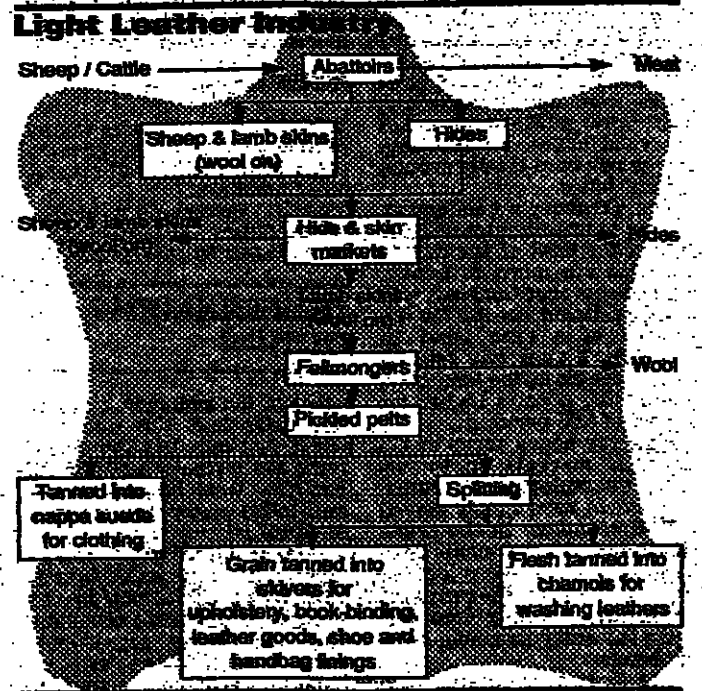 Light Leather Industry
Sheep / Cattle
Abattoirs
Meat
Sheep & lamb skins
(wool on)
Hides
Hide & skin
markets
Hides
Fellmongers
Wool
Pickled pelts
Tanned into
nappa suede
for clothing
Splitting
Grain tanned into
skivers for
upholstery, book-binding,
leather goods, shoe and
handbag linings
Flesh tanned into
chamois for
washing leathers